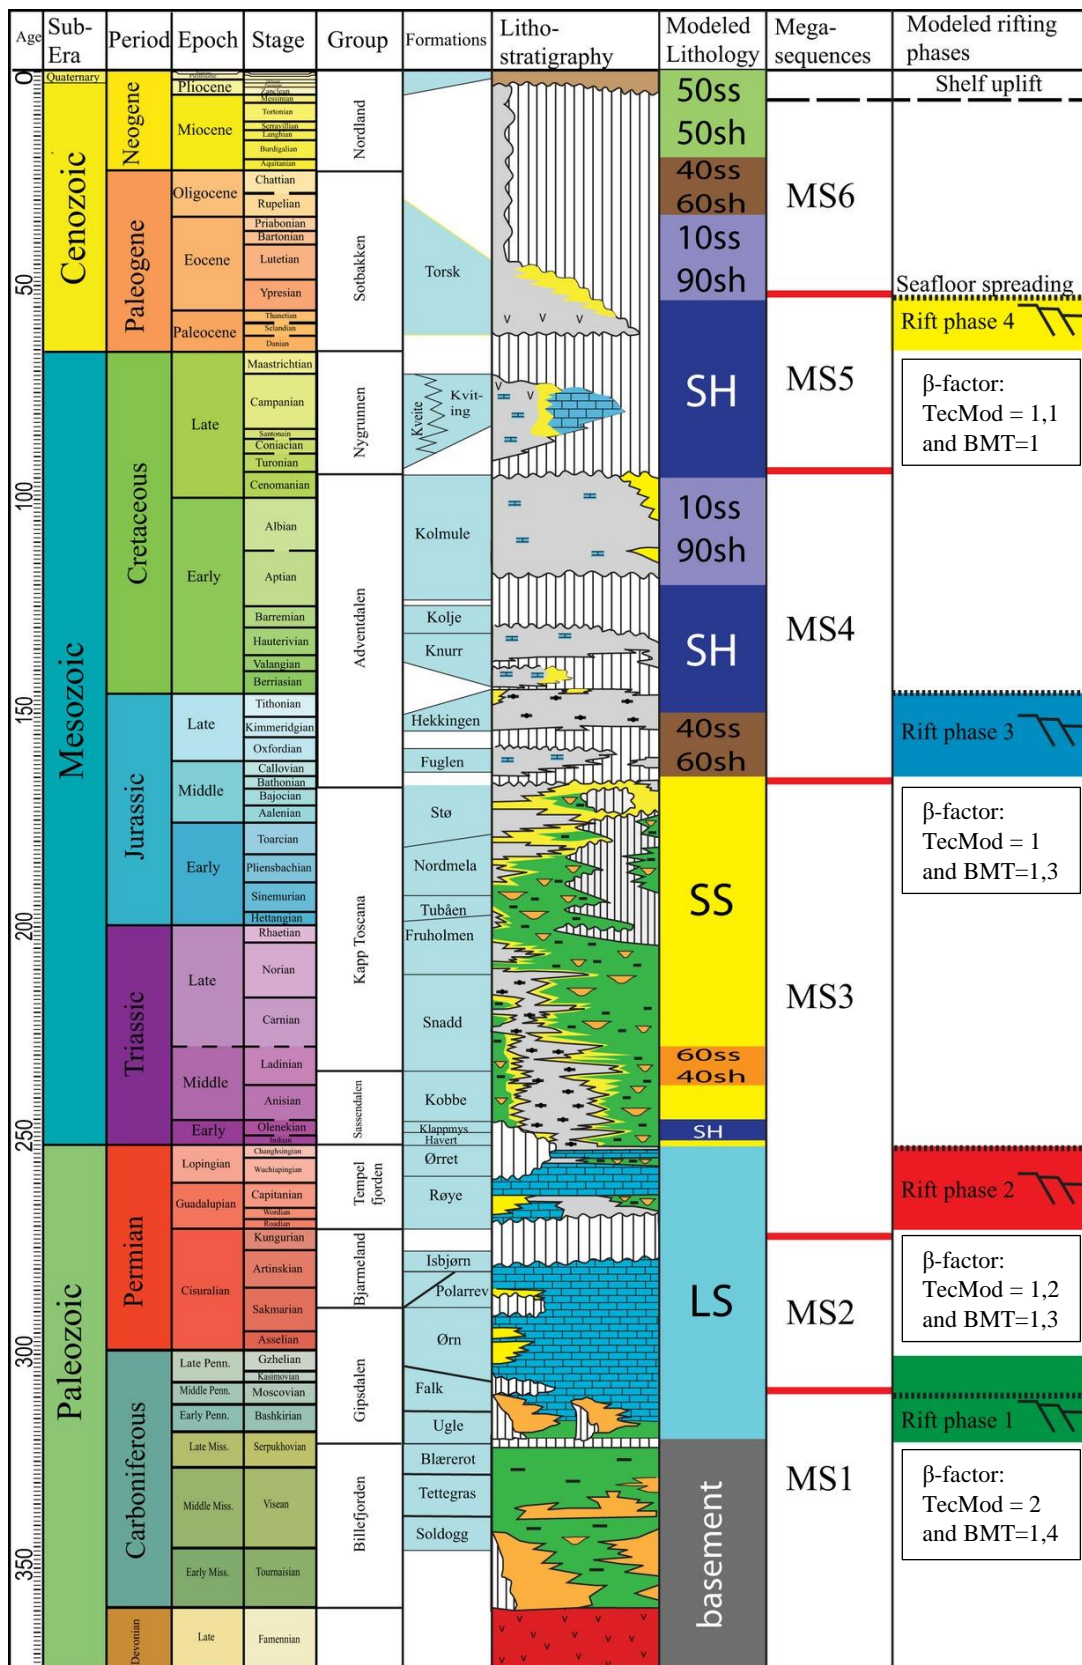 Age
Sub-
Era
Period
Epoch
Stage
Group
Formations
Litho-
stratigraphy
Modeled
Lithology
Mega-
sequences
Modeled rifting
phases
0
50
100
150
200
250
300
350
Quaternary
Cenozoic
Mesozoic
Paleozoic
Neogene
Paleogene
Cretaceous
Jurassic
Triassic
Permian
Carboniferous
Devonian
Pliocene
Miocene
Oligocene
Eocene
Paleocene
Late
Early
Late
Middle
Early
Late
Middle
Early
Lopingian
Guadalupian
Cisuralian
Late Penn.
Middle Penn.
Early Penn.
Late Miss.
Middle Miss.
Early Miss.
Late
Zanclean
Messinian
Tortonian
Serravillian
Langhian
Burdigalian
Aquitanian
Chattian
Rupelian
Priabonian
Bartonian
Lutetian
Ypresian
Thanetian
Selandian
Danian
Maastrichtian
Campanian
Santonain
Coniacian
Turonian
Cenomanian
Albian
Aptian
Barremian
Hauterivian
Valangian
Berriasian
Tithonian
Kimmeridgian
Oxfordian
Callovian
Bathonian
Bajocian
Aalenian
Toarcian
Pliensbachian
Sinemurian
Hettangian
Rhaetian
Norian
Carnian
Ladinian
Anisian
Olenekian
Induan
Changhsingian
Wuchiapingian
Capitanian
Wordian
Roadian
Kungurian
Artinskian
Sakmarian
Asselian
Gzhelian
Kasimovian
Moscovian
Bashkirian
Serpukhovian
Visean
Tournaisian
Famennian
Nordland
Sotbakken
Nygrunnen
Adventdalen
Kapp Toscana
Sassendalen
Tempel
fjorden
Bjarmeland
Gipsdalen
Billefjorden
Torsk
Kveite
Kvit-
ing
Kolmule
Kolje
Knurr
Hekkingen
Fuglen
Stø
Nordmela
Tubåen
Fruholmen
Snadd
Kobbe
Klappmys
Havert
Ørret
Røye
Isbjørn
Polarrev
Ørn
Falk
Ugle
Blærerot
Tettegras
Soldogg
50ss
50sh
40ss
60sh
10ss
90sh
SH
10ss
90sh
SH
40ss
60sh
SS
60ss
40sh
SH
LS
basement
MS6
MS5
MS4
MS3
MS2
MS1
Shelf uplift
Seafloor spreading
Rift phase 4
β-factor:
TecMod = 1,1
and BMT=1
Rift phase 3
β-factor:
TecMod = 1
and BMT=1,3
Rift phase 2
β-factor:
TecMod = 1,2
and BMT=1,3
Rift phase 1
β-factor:
TecMod = 2
and BMT=1,4